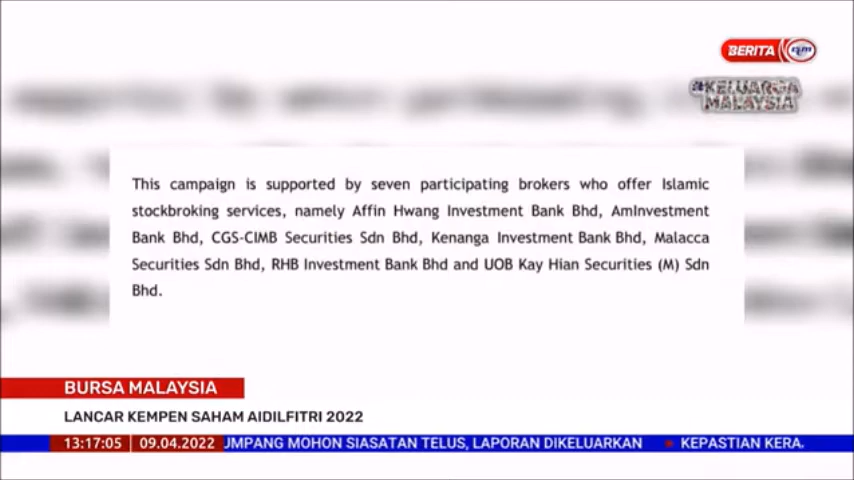 BERITA rtm
#KELUARGA
MALAYSIA
This campaign is supported by seven participating brokers who offer Islamic
stockbroking services, namely Affin Hwang Investment Bank Bhd, AmInvestment
Bank Bhd, CGS-CIMB Securities Sdn Bhd, Kenanga Investment Bank Bhd, Malacca
Securities Sdn Bhd, RHB Investment Bank Bhd and UOB Kay Hian Securities (M) Sdn
Bhd.
BURSA MALAYSIA
LANCAR KEMPEN SAHAM AIDILFITRI 2022
13:17:05 09.04.2022 UMPANG MOHON SIASATAN TELUS, LAPORAN DIKELUARKAN KEPASTIAN KERA